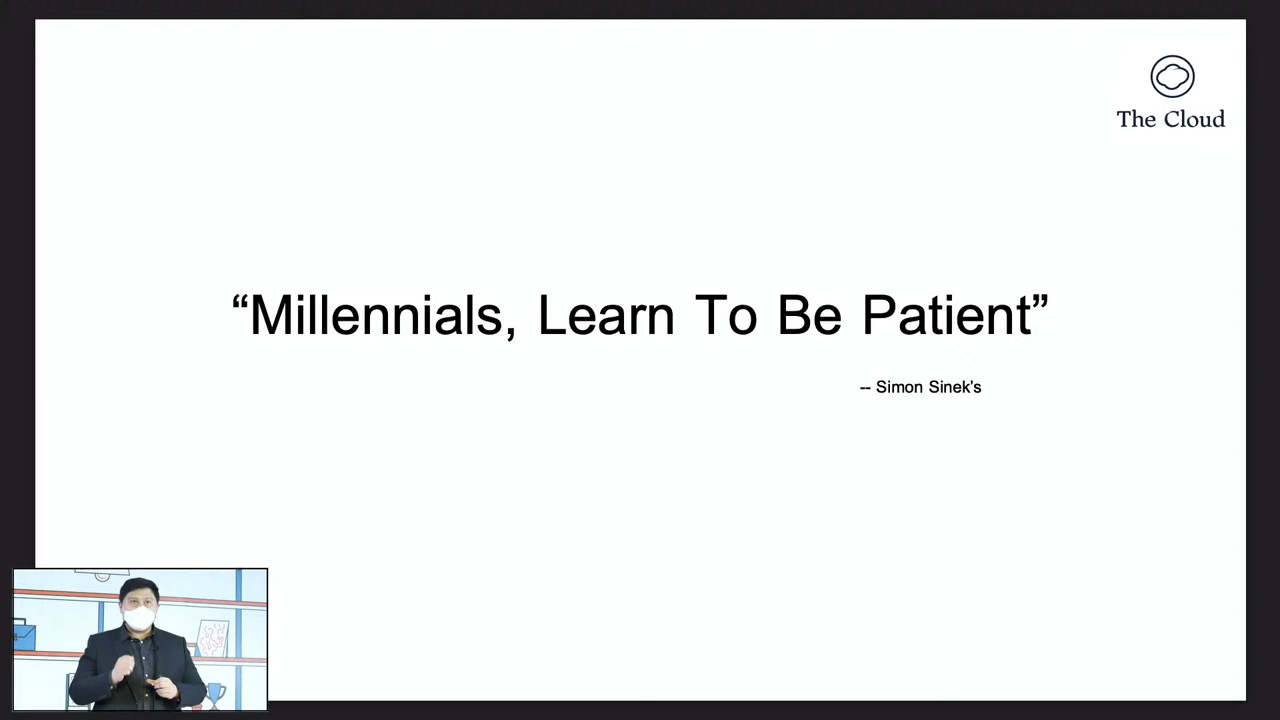 The Cloud
“Millennials, Learn To Be Patient”
-- Simon Sinek’s